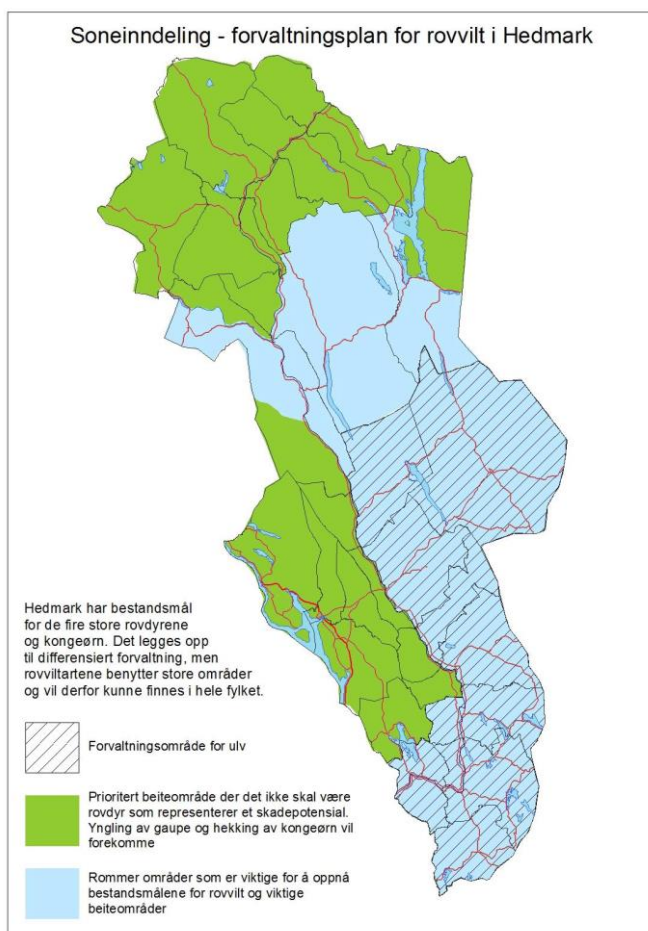 Soneinndeling - forvaltningsplan for rovvilt i Hedmark
Hedmark har bestandsmål
for de fire store rovdyrene
og kongeørn. Det legges opp
til differensiert forvaltning, men
rovviltartene benytter store områder
og vil derfor kunne finnes i hele fylket.
Forvaltningsområde for ulv
Prioritert beiteområde der det ikke skal være
rovdyr som representerer et skadepotensial.
Yngling av gaupe og hekking av kongeørn vil
forekomme
Rommer områder som er viktige for å oppnå
bestandsmålene for rovvilt og viktige
beiteområder